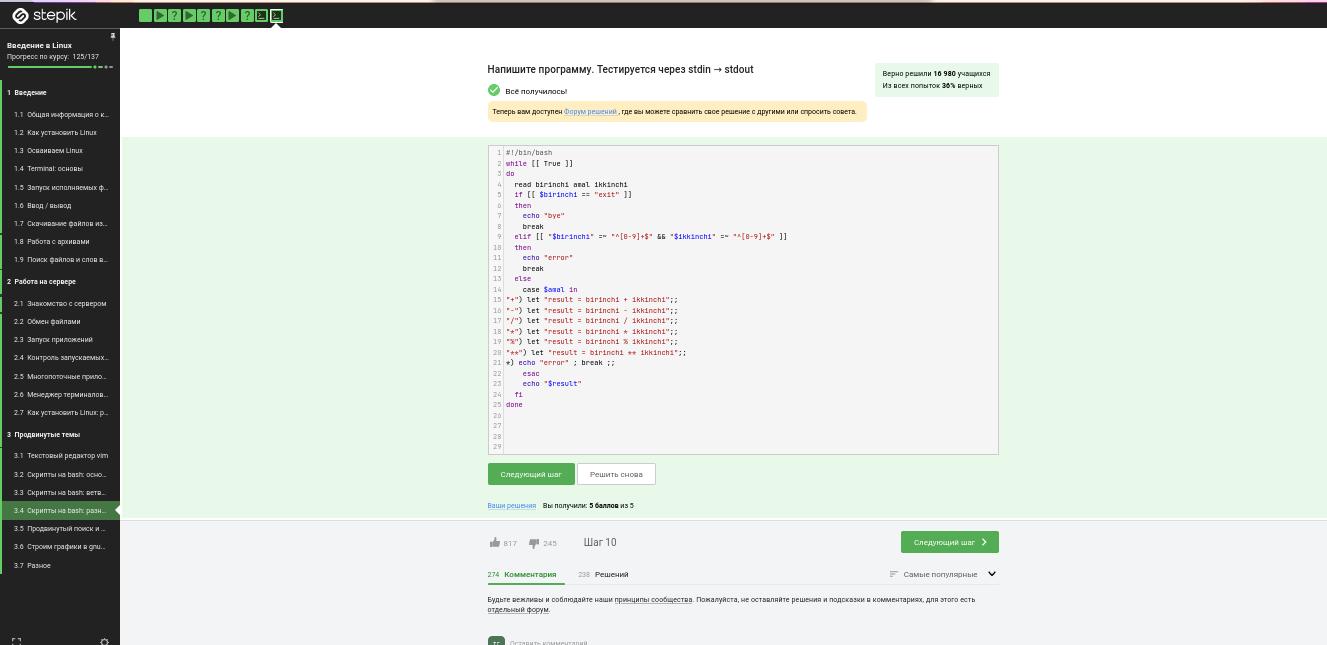 stepik
Введение в Linux
Прогресс по курсу: 125/137
1 Введение
1.1 Общая информация о к...
1.2 Как установить Linux
1.3 Осваиваем Linux
1.4 Terminal: основы
1.5 Запуск исполняемых ф...
1.6 Ввод / вывод
1.7 Скачивание файлов из...
1.8 Работа с архивами
1.9 Поиск файлов и слов в...
2 Работа на сервере
2.1 Знакомство с сервером
2.2 Обмен файлами
2.3 Запуск приложений
2.4 Контроль запускаемых...
2.5 Многопоточные прило...
2.6 Менеджер терминалов...
2.7 Как установить Linux: р...
3 Продвинутые темы
3.1 Текстовый редактор vim
3.2 Скрипты на bash: осно...
3.3 Скрипты на bash: ветв...
3.4 Скрипты на bash: разн...
3.5 Продвинутый поиск и ...
3.6 Строим графики в gnu...
3.7 Разное
Напишите программу. Тестируется через stdin → stdout
Верно решили 16 980 учащихся
Из всех попыток 36% верных
Всё получилось!
Теперь вам доступен Форум решений, где вы можете сравнить свое решение с другими или спросить совета.
1 #!/bin/bash
2 while [[ True ]]
3 do
4 read birinchi amal ikkinchi
5 if [[ $birinchi == "exit" ]]
6 then
7 echo "bye"
8 break
9 elif [[ "$birinchi" =~ "^[0-9]+$" && "$ikkinchi" =~ "^[0-9]+$" ]]
10 then
11 echo "error"
12 break
13 else
14 case $amal in
15 "+") let "result = birinchi + ikkinchi";;
16 "-") let "result = birinchi - ikkinchi";;
17 "/") let "result = birinchi / ikkinchi";;
18 "*") let "result = birinchi * ikkinchi";;
19 "%") let "result = birinchi % ikkinchi";;
20 "**") let "result = birinchi ** ikkinchi";;
21 *) echo "error" ; break ;;
22 esac
23 echo "$result"
24 fi
25 done
26
27
28
29
Следующий шаг Решить снова
Ваши решения Вы получили: 5 баллов из 5
817 245 Шаг 10 Следующий шаг
274 Комментария 238 Решений Самые популярные
Будьте вежливы и соблюдайте наши принципы сообщества. Пожалуйста, не оставляйте решения и подсказки в комментариях, для этого есть
отдельный форум.
Оставить комментарий